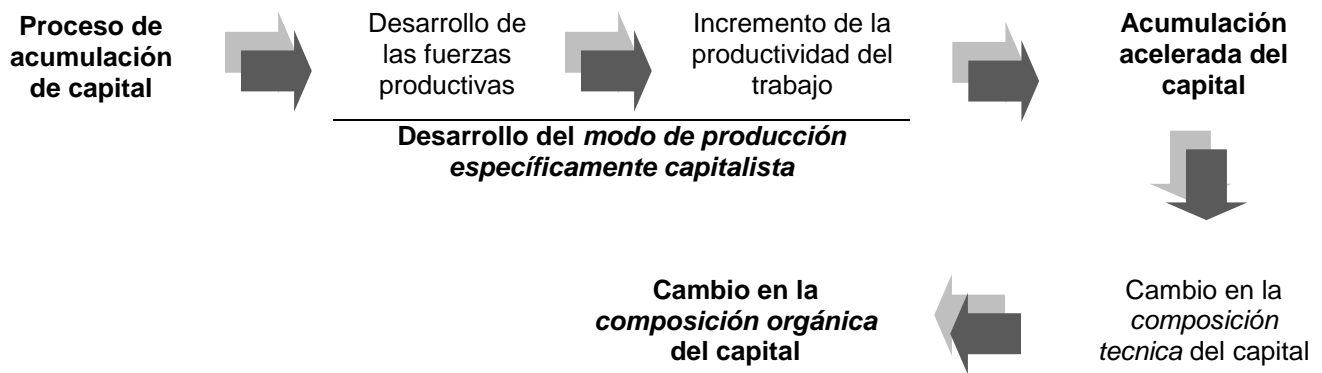 Proceso de
acumulación
de capital
Desarrollo de
las fuerzas
productivas
Incremento de la
productividad del
trabajo
Acumulación
acelerada del
capital
Desarrollo del modo de producción
específicamente capitalista
Cambio en la
composición orgánica
del capital
Cambio en la
composición
tecnica del capital